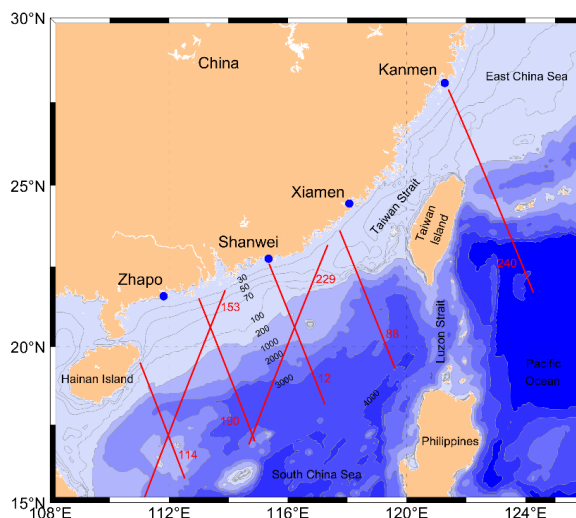 30°N
China
Kanmen
East China Sea
25°N
Xiamen
Taiwan Strait
Taiwan
Island
Shanwei
Zhapo
30
50
70
100
200
1000
2000
3000
4000
153
229
240
88
12
190
114
20°N
Hainan Island
Luzon Strait
Pacific
Ocean
Philippines
South China Sea
15°N
108°E
112°E
116°E
120°E
124°E